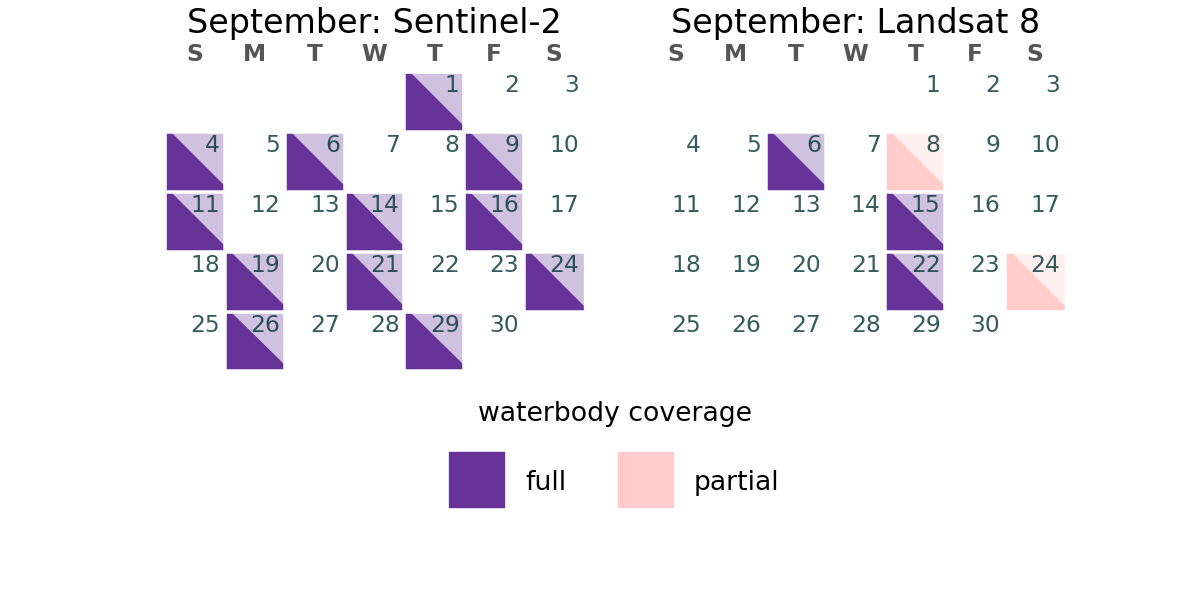 September: Sentinel-2
S M T W T F S
1 2 3
4 5 6 7 8 9 10
11 12 13 14 15 16 17
18 19 20 21 22 23 24
25 26 27 28 29 30
September: Landsat 8
S M T W T F S
1 2 3
4 5 6 7 8 9 10
11 12 13 14 15 16 17
18 19 20 21 22 23 24
25 26 27 28 29 30
waterbody coverage
full partial